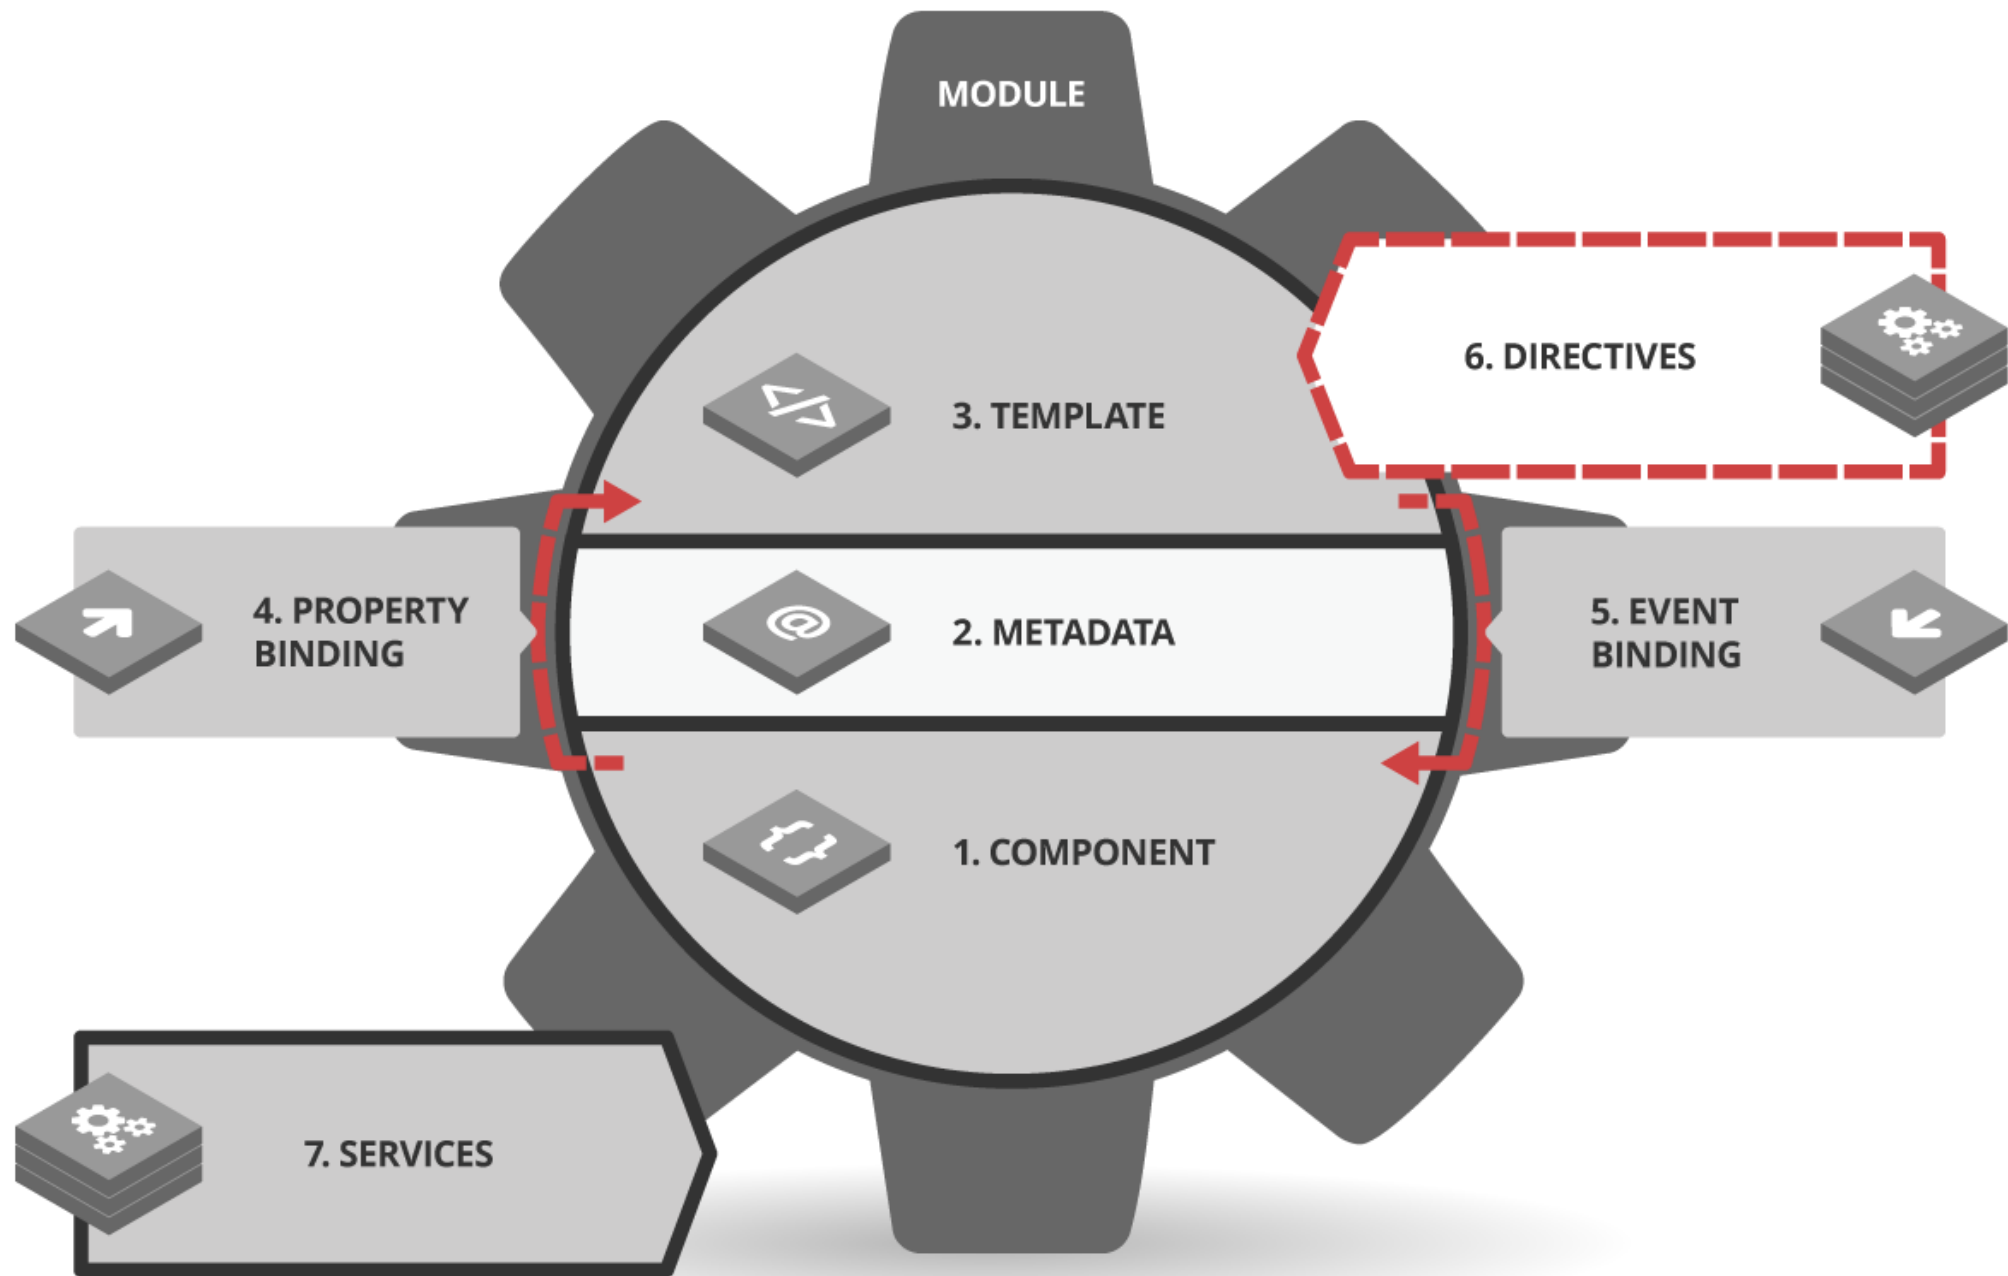 MODULE
6. DIRECTIVES
3. TEMPLATE
4. PROPERTY
BINDING
2. METADATA
5. EVENT
BINDING
1. COMPONENT
7. SERVICES